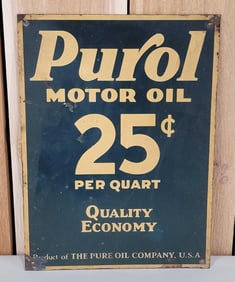 Purol
MOTOR OIL
25¢
PER QUART
QUALITY
ECONOMY
Product of THE PURE OIL COMPANY, U.S.A